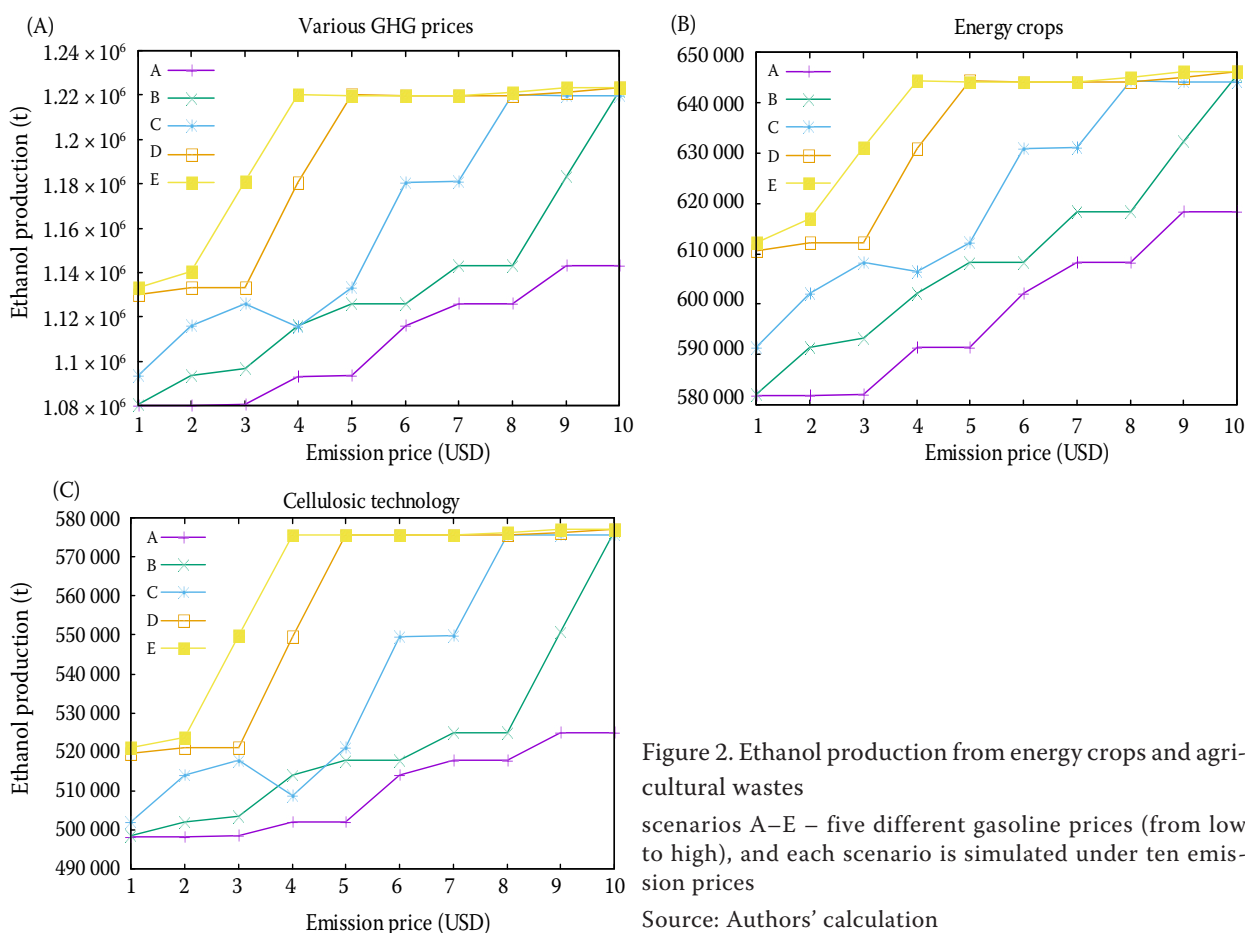 (A)
Various GHG prices
1.24 × 10⁶
1.22 × 10⁶
1.2 × 10⁶
1.18 × 10⁶
1.16 × 10⁶
1.14 × 10⁶
1.12 × 10⁶
1.1 × 10⁶
1.08 × 10⁶
Ethanol production (t)
A
B
C
D
E
1 2 3 4 5 6 7 8 9 10
Emission price (USD)
(B)
Energy crops
650 000
640 000
630 000
620 000
610 000
600 000
590 000
580 000
Ethanol production (t)
A
B
C
D
E
1 2 3 4 5 6 7 8 9 10
Emission price (USD)
(C)
Cellulosic technology
580 000
570 000
560 000
550 000
540 000
530 000
520 000
510 000
500 000
490 000
Ethanol production (t)
A
B
C
D
E
1 2 3 4 5 6 7 8 9 10
Emission price (USD)
Figure 2. Ethanol production from energy crops and agri-
cultural wastes
scenarios A–E – five different gasoline prices (from low
to high), and each scenario is simulated under ten emis-
sion prices
Source: Authors' calculation